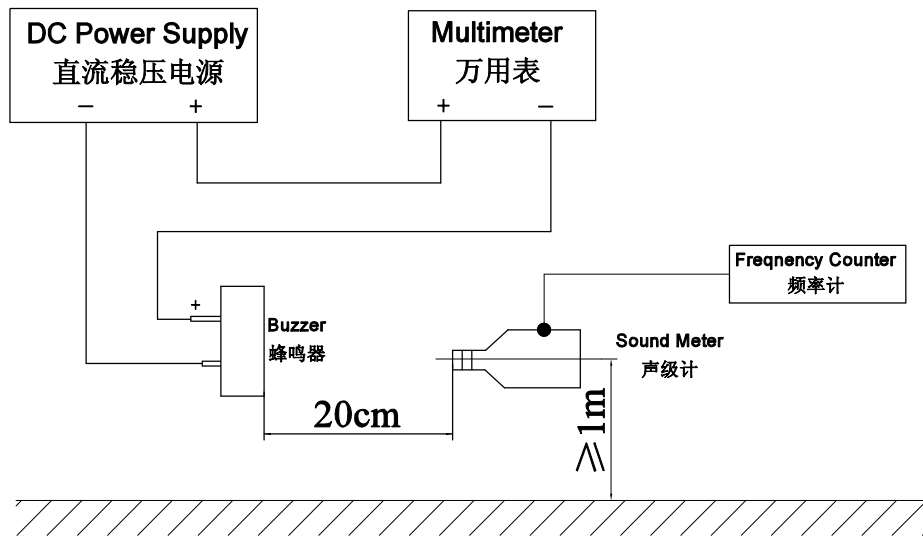 DC Power Supply
直流稳压电源
− +
Multimeter
万用表
+ −
Freqnency Counter
频率计
+
Buzzer
蜂鸣器
Sound Meter
声级计
20cm
≥1m